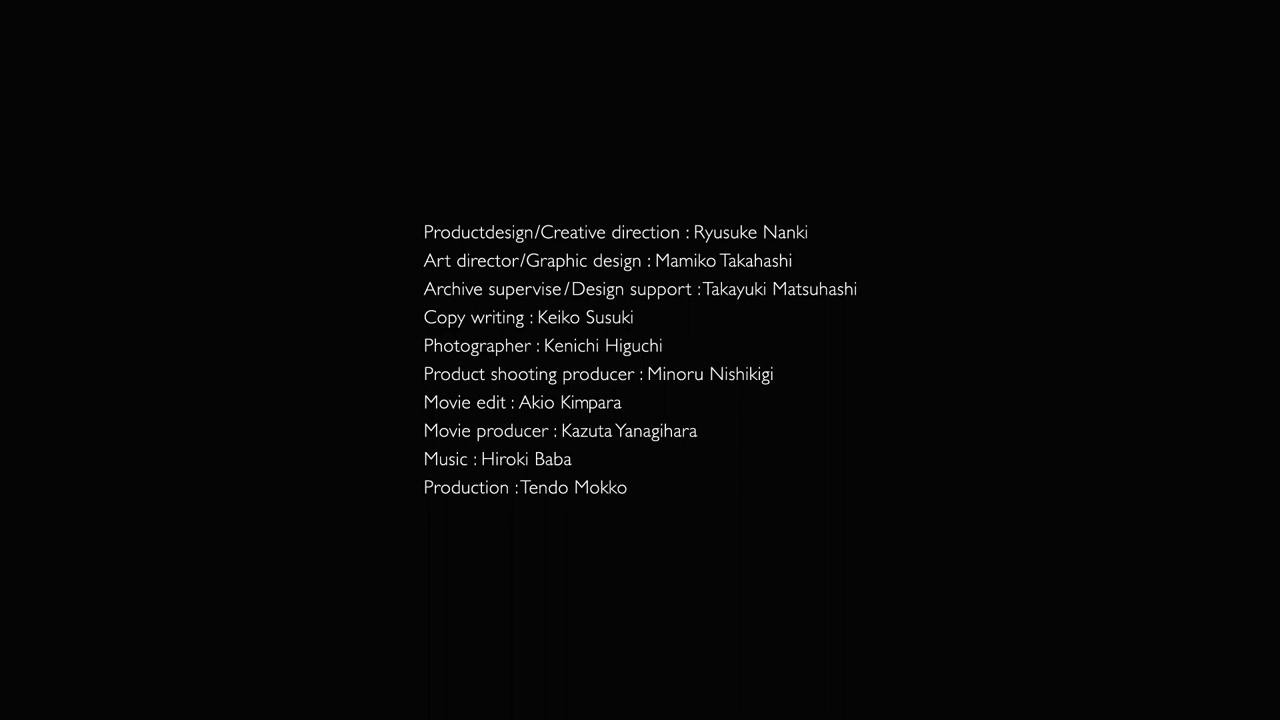 Productdesign/Creative direction : Ryusuke Nanki
Art director/Graphic design : Mamiko Takahashi
Archive supervise/Design support : Takayuki Matsuhashi
Copy writing : Keiko Susuki
Photographer : Kenichi Higuchi
Product shooting producer : Minoru Nishikigi
Movie edit : Akio Kimpara
Movie producer : Kazuta Yanagihara
Music : Hiroki Baba
Production : Tendo Mokko